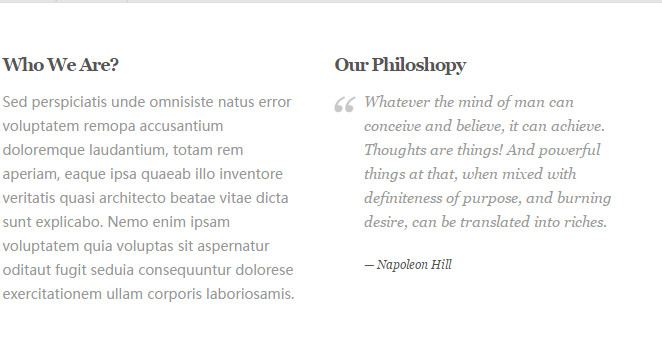 Who We Are?
Sed perspiciatis unde omnisiste natus error
voluptatem remopa accusantium
doloremque laudantium, totam rem
aperiam, eaque ipsa quaeab illo inventore
veritatis quasi architecto beatae vitae dicta
sunt explicabo. Nemo enim ipsam
voluptatem quia voluptas sit aspernatur
oditaut fugit seduia consequuntur dolorese
exercitationem ullam corporis laboriosamis.
Our Philoshopy
“ Whatever the mind of man can
conceive and believe, it can achieve.
Thoughts are things! And powerful
things at that, when mixed with
definiteness of purpose, and burning
desire, can be translated into riches.
— Napoleon Hill